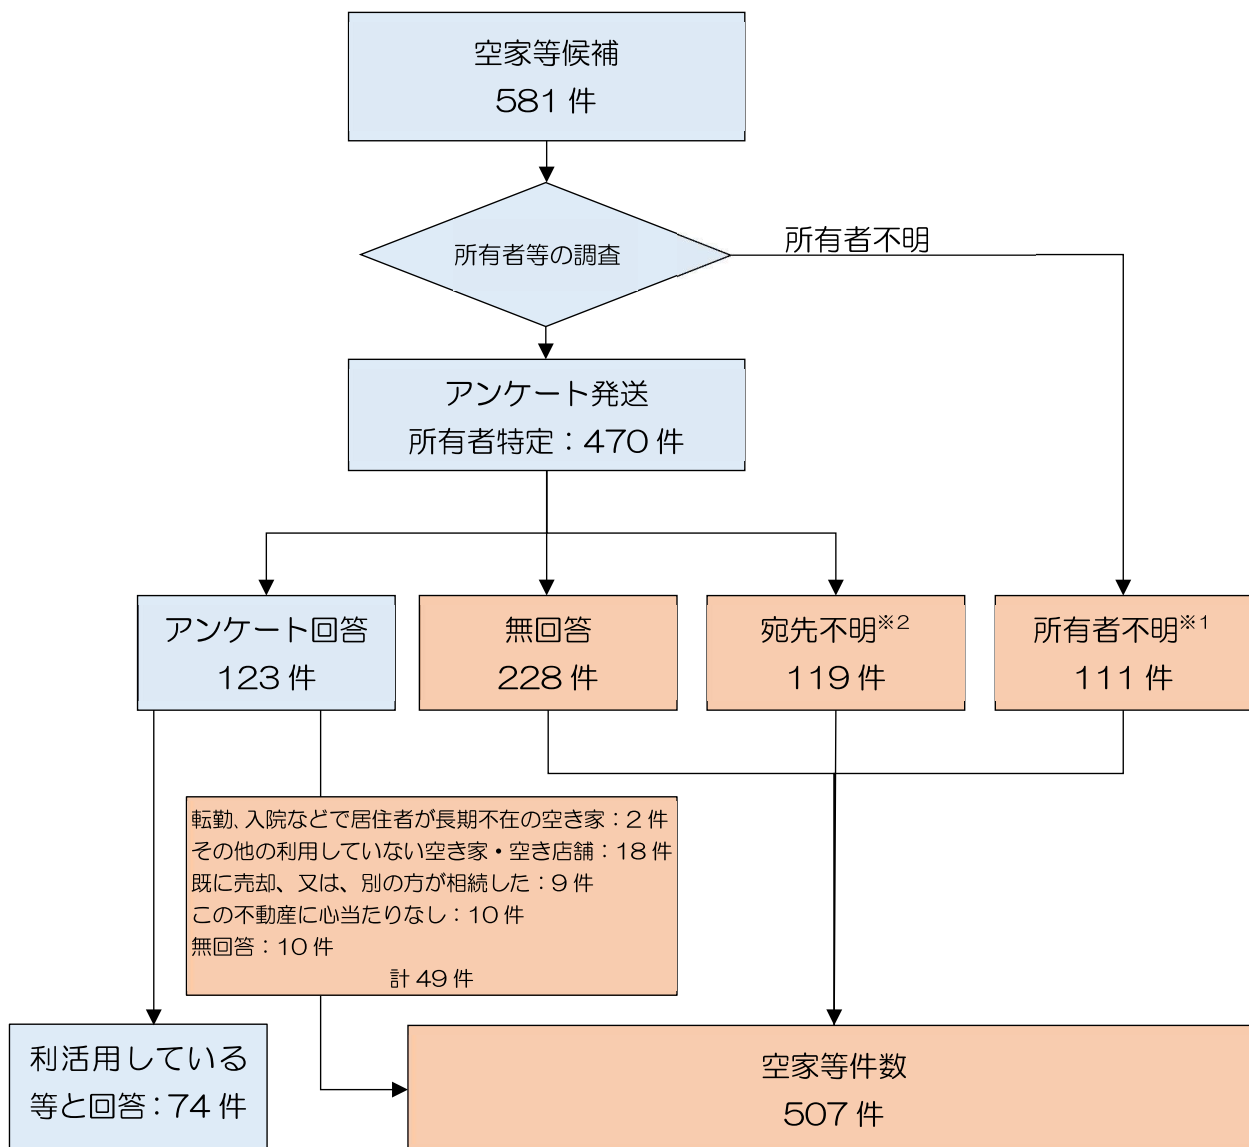 空家等候補
581 件
所有者等の調査
所有者不明
アンケート発送
所有者特定：470 件
アンケート回答
123 件
無回答
228 件
宛先不明※2
119 件
所有者不明※1
111 件
転勤、入院などで居住者が長期不在の空き家：2 件
その他の利用していない空き家・空き店舗：18 件
既に売却、又は、別の方が相続した：9 件
この不動産に心当たりなし：10 件
無回答：10 件
計 49 件
利活用している
等と回答：74 件
空家等件数
507 件